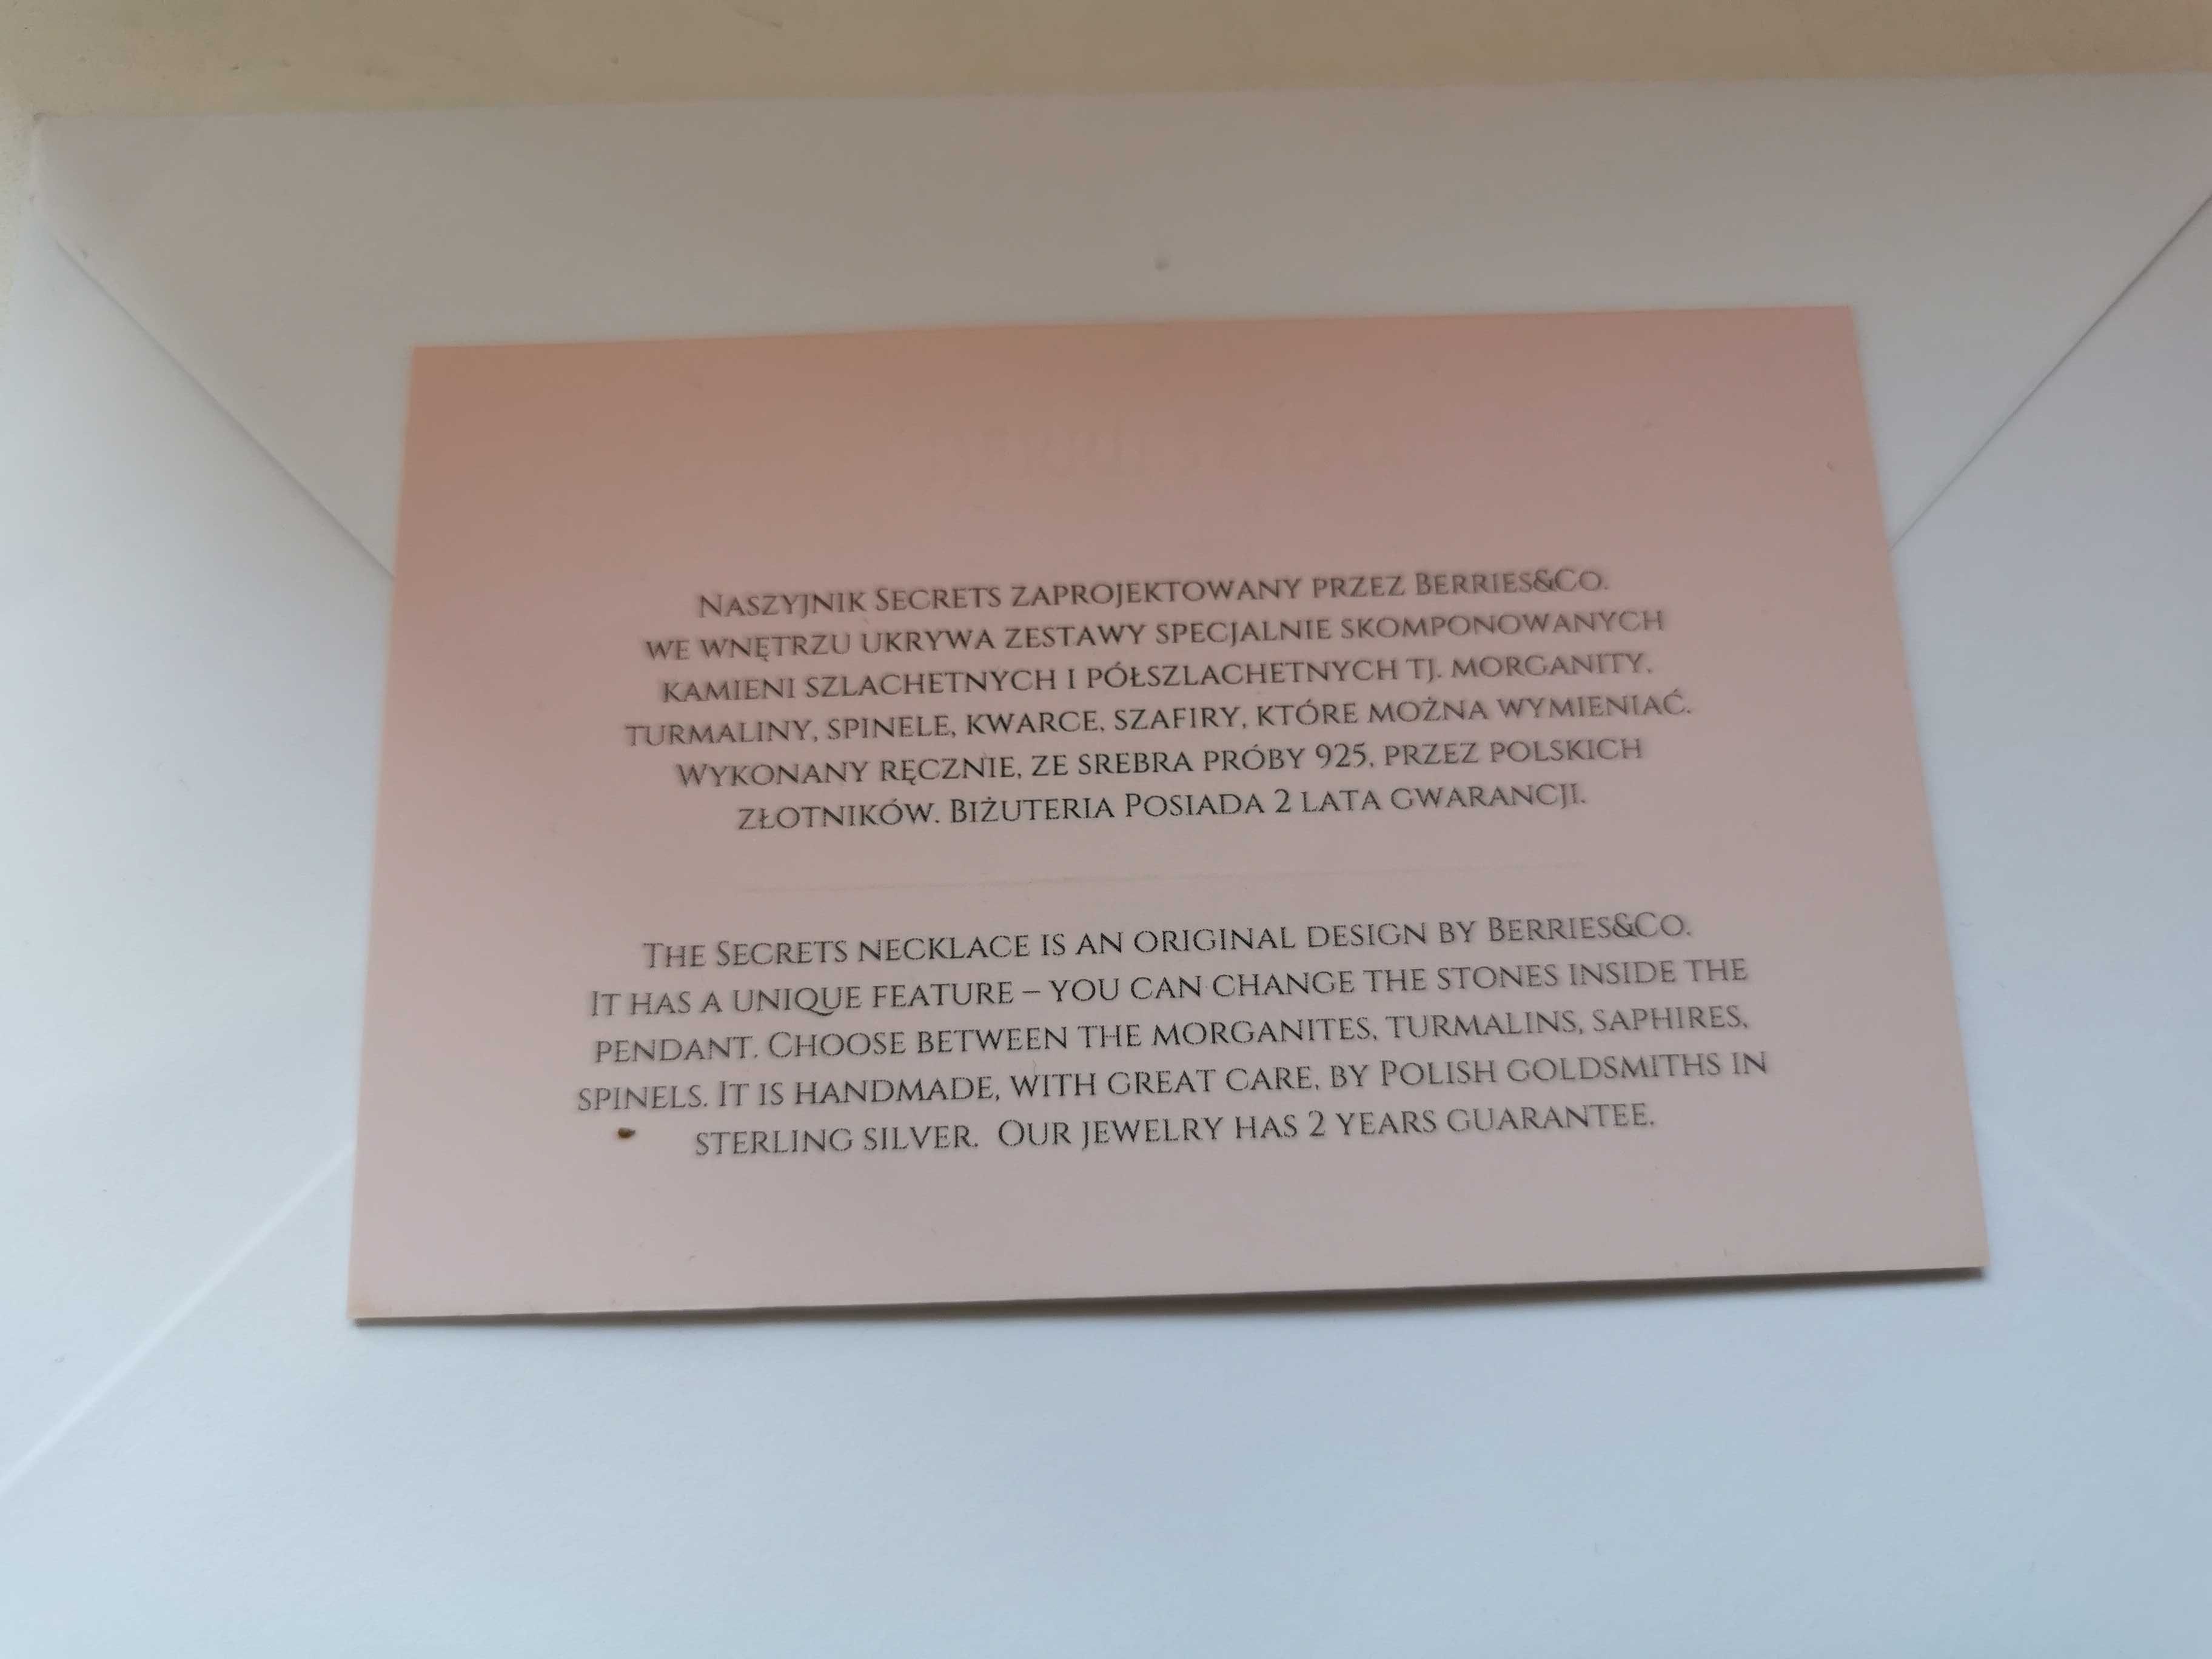 Naszyjnik Secrets zaprojektowany przez Berries&Co.
we wnętrzu ukrywa zestawy specjalnie skomponowanych
kamieni szlachetnych i półszlachetnych tj. morganity,
turmaliny, spinele, kwarce, szafiry, które można wymieniać.
Wykonany ręcznie, ze srebra próby 925, przez polskich
złotników. Biżuteria Posiada 2 lata gwarancji.
The Secrets necklace is an original design by Berries&Co.
It has a unique feature – you can change the stones inside the
pendant. Choose between the morganites, turmalins, saphires,
spinels. It is handmade, with great care, by Polish goldsmiths in
sterling silver. Our jewelry has 2 years guarantee.